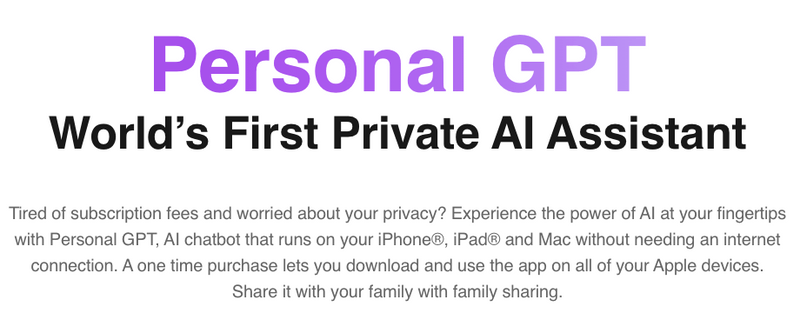 Personal GPT
World’s First Private AI Assistant
Tired of subscription fees and worried about your privacy? Experience the power of AI at your fingertips
with Personal GPT, AI chatbot that runs on your iPhone®, iPad® and Mac without needing an internet
connection. A one time purchase lets you download and use the app on all of your Apple devices.
Share it with your family with family sharing.